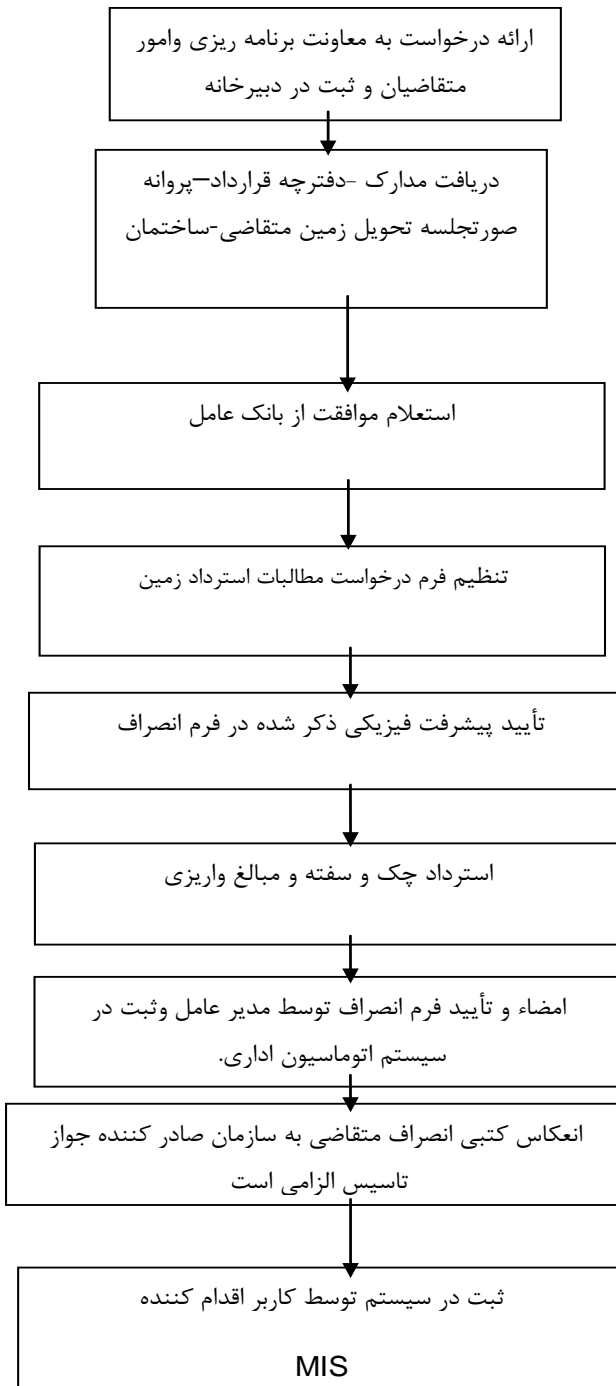 ارائه درخواست به معاونت برنامه ریزی وامور
متقاضیان و ثبت در دبیرخانه
دریافت مدارک -دفترچه قرارداد–پروانه
صورتجلسه تحویل زمین متقاضی-ساختمان
استعلام موافقت از بانک عامل
تنظیم فرم درخواست مطالبات استرداد زمین
تأیید پیشرفت فیزیکی ذکر شده در فرم انصراف
استرداد چک و سفته و مبالغ واریزی
امضاء و تأیید فرم انصراف توسط مدیر عامل وثبت در
سیستم اتوماسیون اداری.
انعکاس کتبی انصراف متقاضی به سازمان صادر کننده جواز
تاسیس الزامی است
ثبت در سیستم توسط کاربر اقدام کننده
MIS